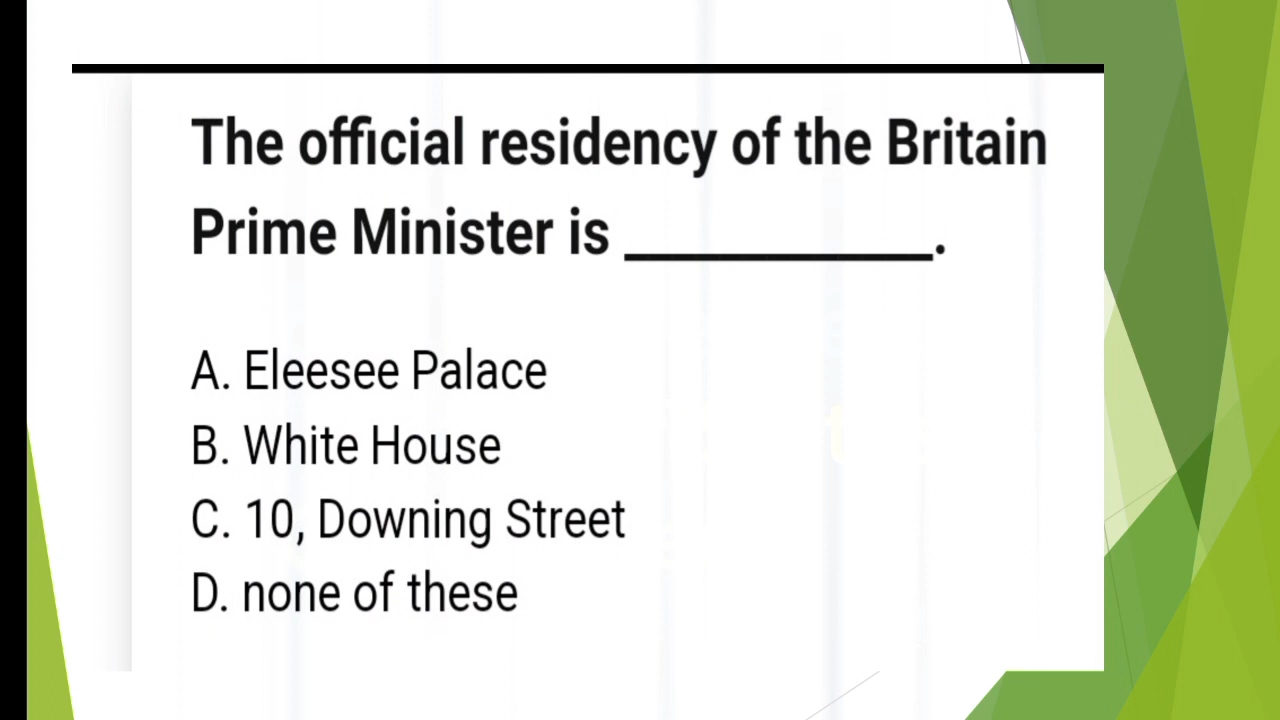 The official residency of the Britain
Prime Minister is ___________.
A. Eleesee Palace
B. White House
C. 10, Downing Street
D. none of these